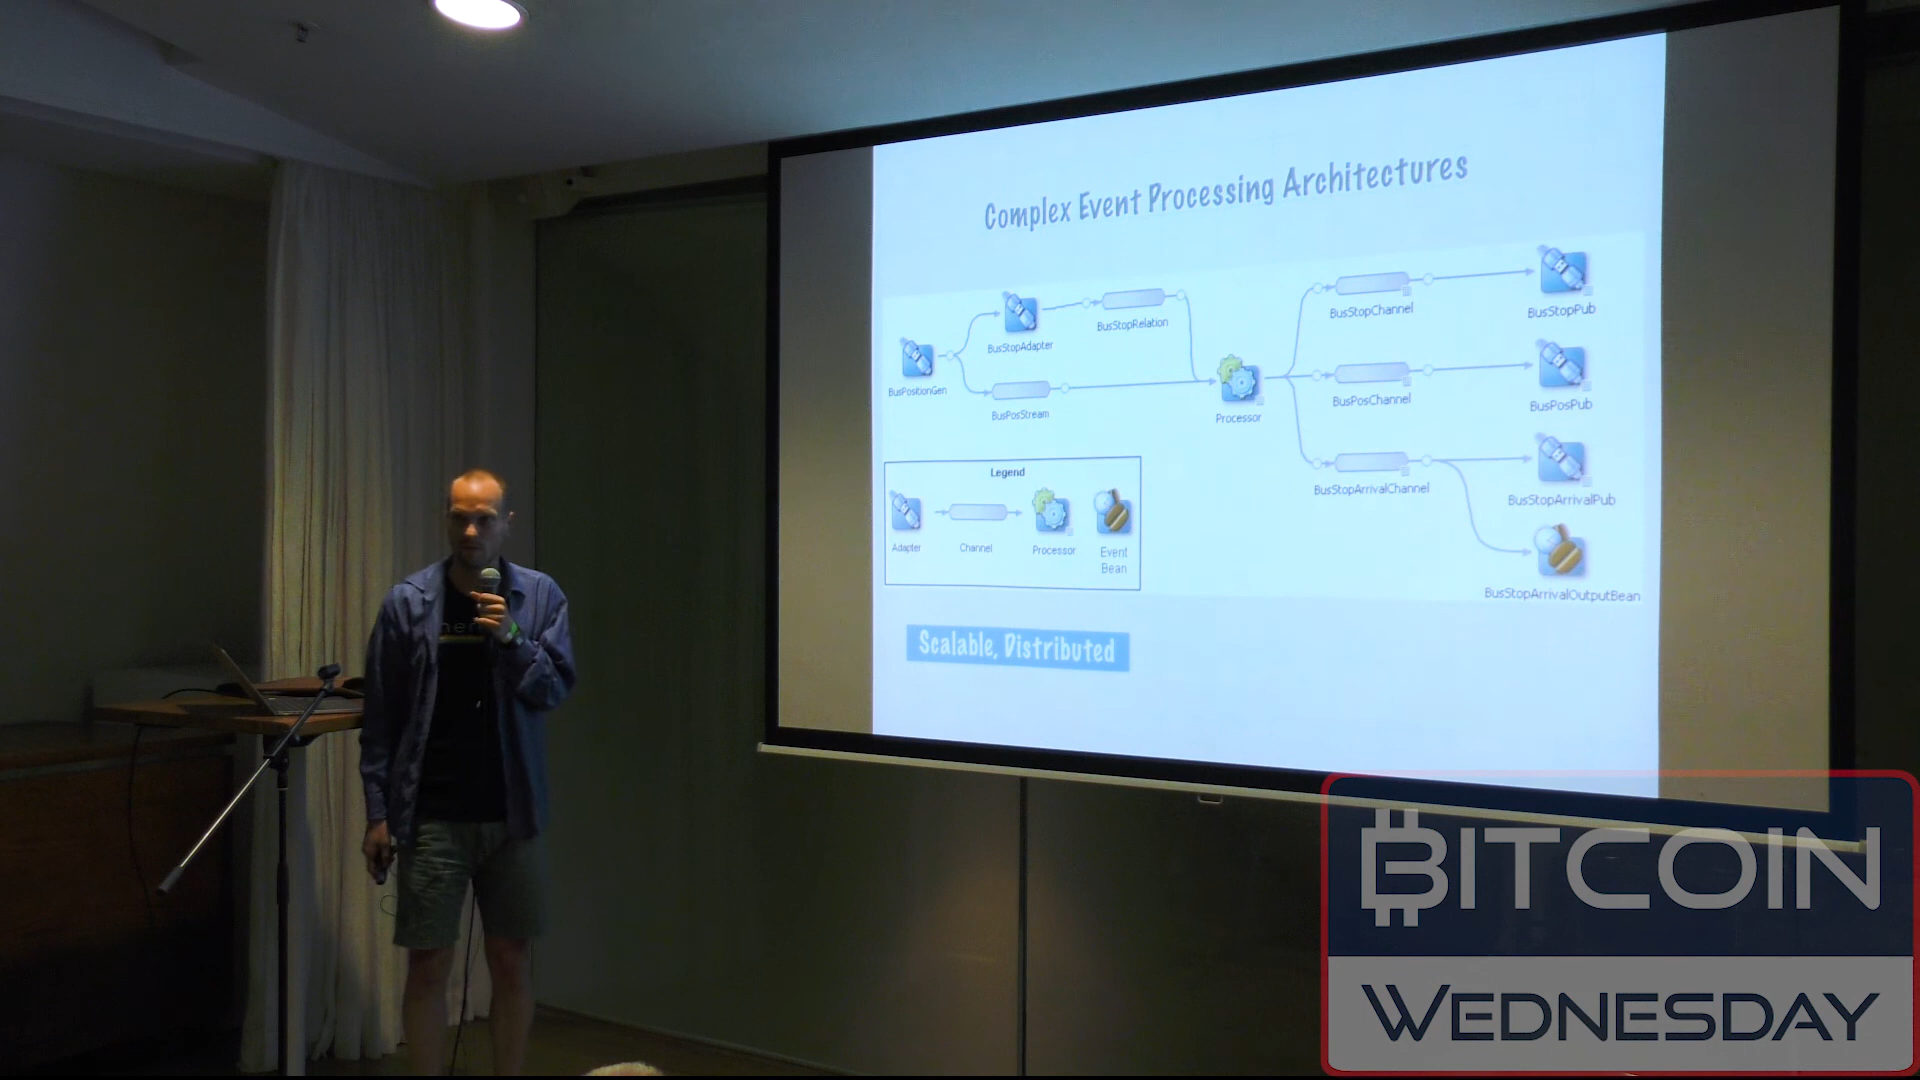 Complex Event Processing Architectures
BusPositionGen
BusStopAdapter
BusStopRelation
BusPosStream
Processor
BusStopChannel
BusStopPub
BusPosChannel
BusPosPub
BusStopArrivalChannel
BusStopArrivalPub
BusStopArrivalOutputBean
Legend
Adapter
Channel
Processor
Event
Bean
Scalable, Distributed
BITCOIN
WEDNESDAY